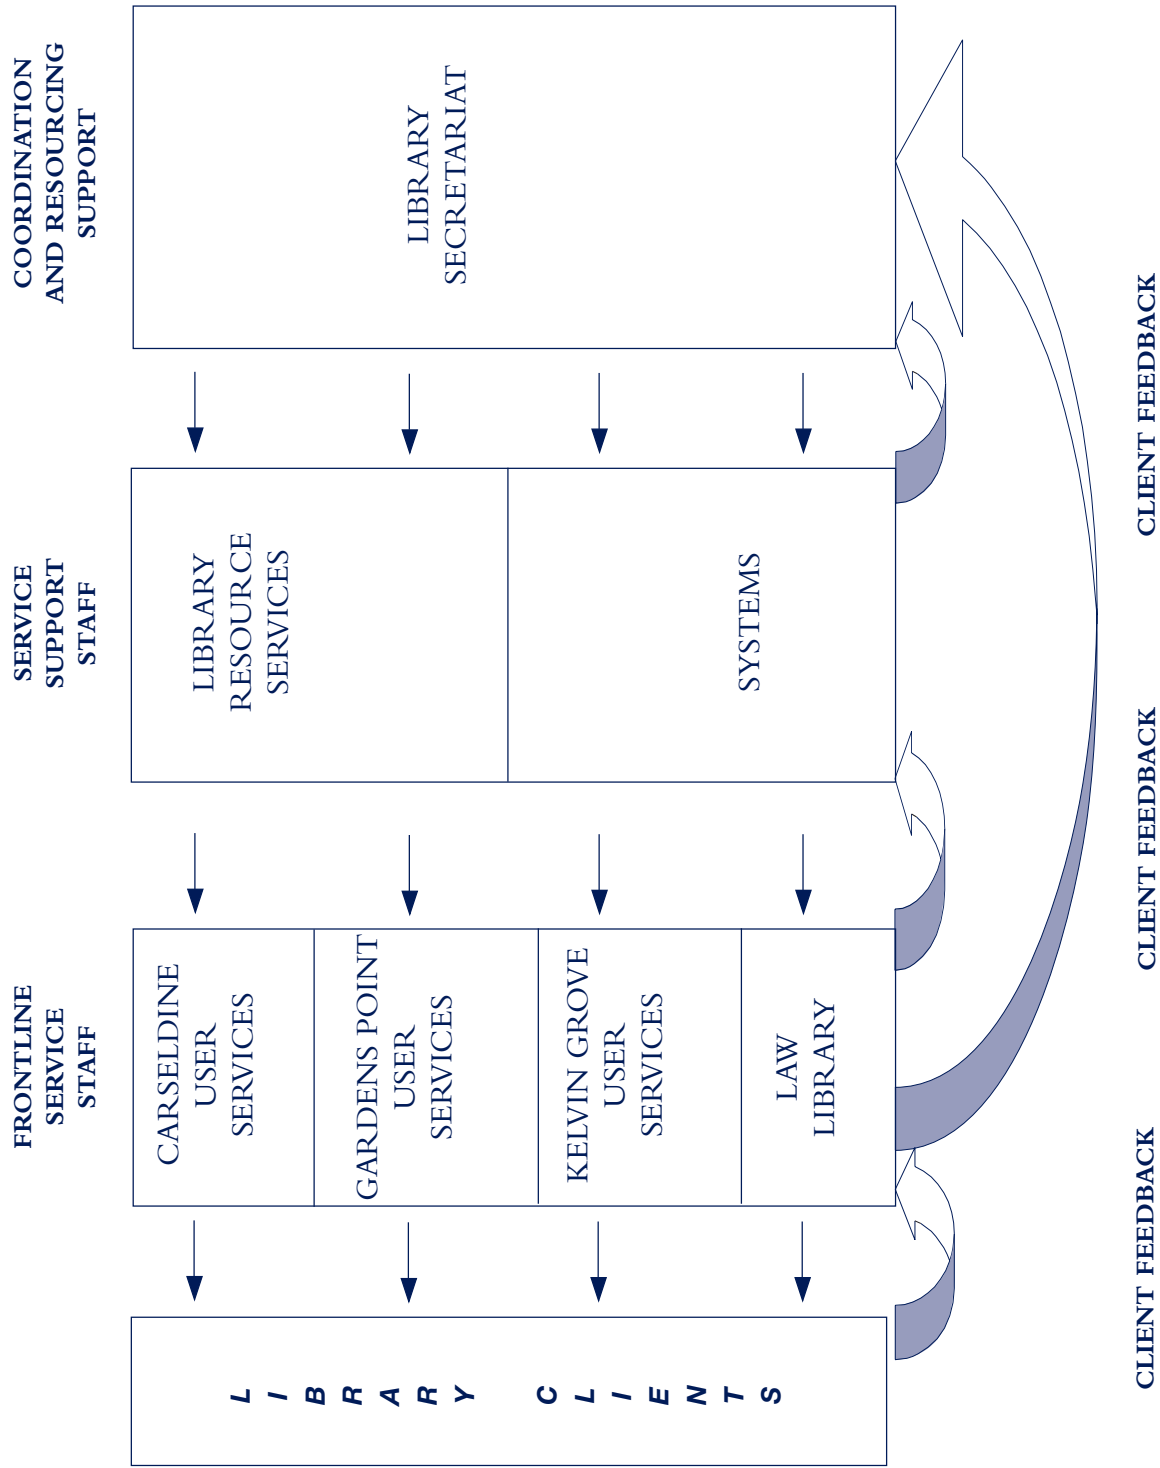 FRONTLINE
SERVICE
STAFF
SERVICE
SUPPORT
STAFF
COORDINATION
AND RESOURCING
SUPPORT
LIBRARY CLIENTS
CARSELDINE
USER
SERVICES
GARDENS POINT
USER
SERVICES
KELVIN GROVE
USER
SERVICES
LAW
LIBRARY
LIBRARY
RESOURCE
SERVICES
SYSTEMS
LIBRARY
SECRETARIAT
CLIENT FEEDBACK
CLIENT FEEDBACK
CLIENT FEEDBACK